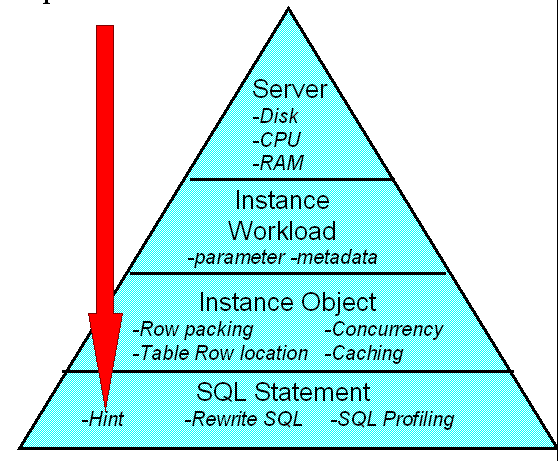 Server
-Disk
-CPU
-RAM
Instance
Workload
-parameter -metadata
Instance Object
-Row packing -Concurrency
-Table Row location -Caching
SQL Statement
-Hint -Rewrite SQL -SQL Profiling